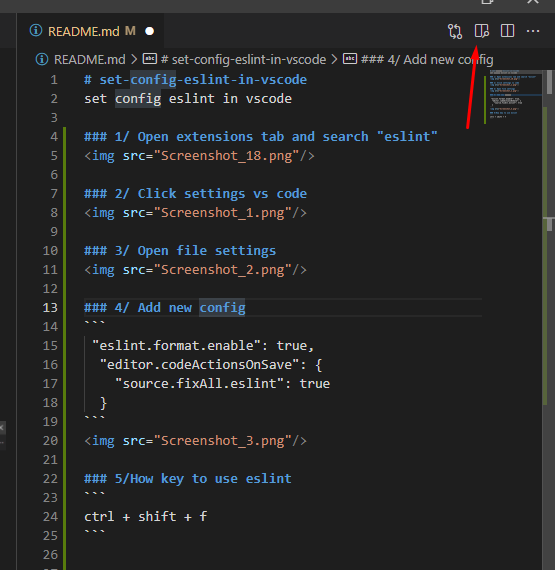 README.md M
README.md > abc # set-config-eslint-in-vscode > abc ### 4/ Add new config
1 # set-config-eslint-in-vscode
2 set config eslint in vscode
3
4 ### 1/ Open extensions tab and search "eslint"
5 <img src="Screenshot_18.png"/>
6
7 ### 2/ Click settings vs code
8 <img src="Screenshot_1.png"/>
9
10 ### 3/ Open file settings
11 <img src="Screenshot_2.png"/>
12
13 ### 4/ Add new config
14 ```
15 "eslint.format.enable": true,
16 "editor.codeActionsOnSave": {
17 "source.fixAll.eslint": true
18 }
19 ```
20 <img src="Screenshot_3.png"/>
21
22 ### 5/How key to use eslint
23 ```
24 ctrl + shift + f
25 ```
26